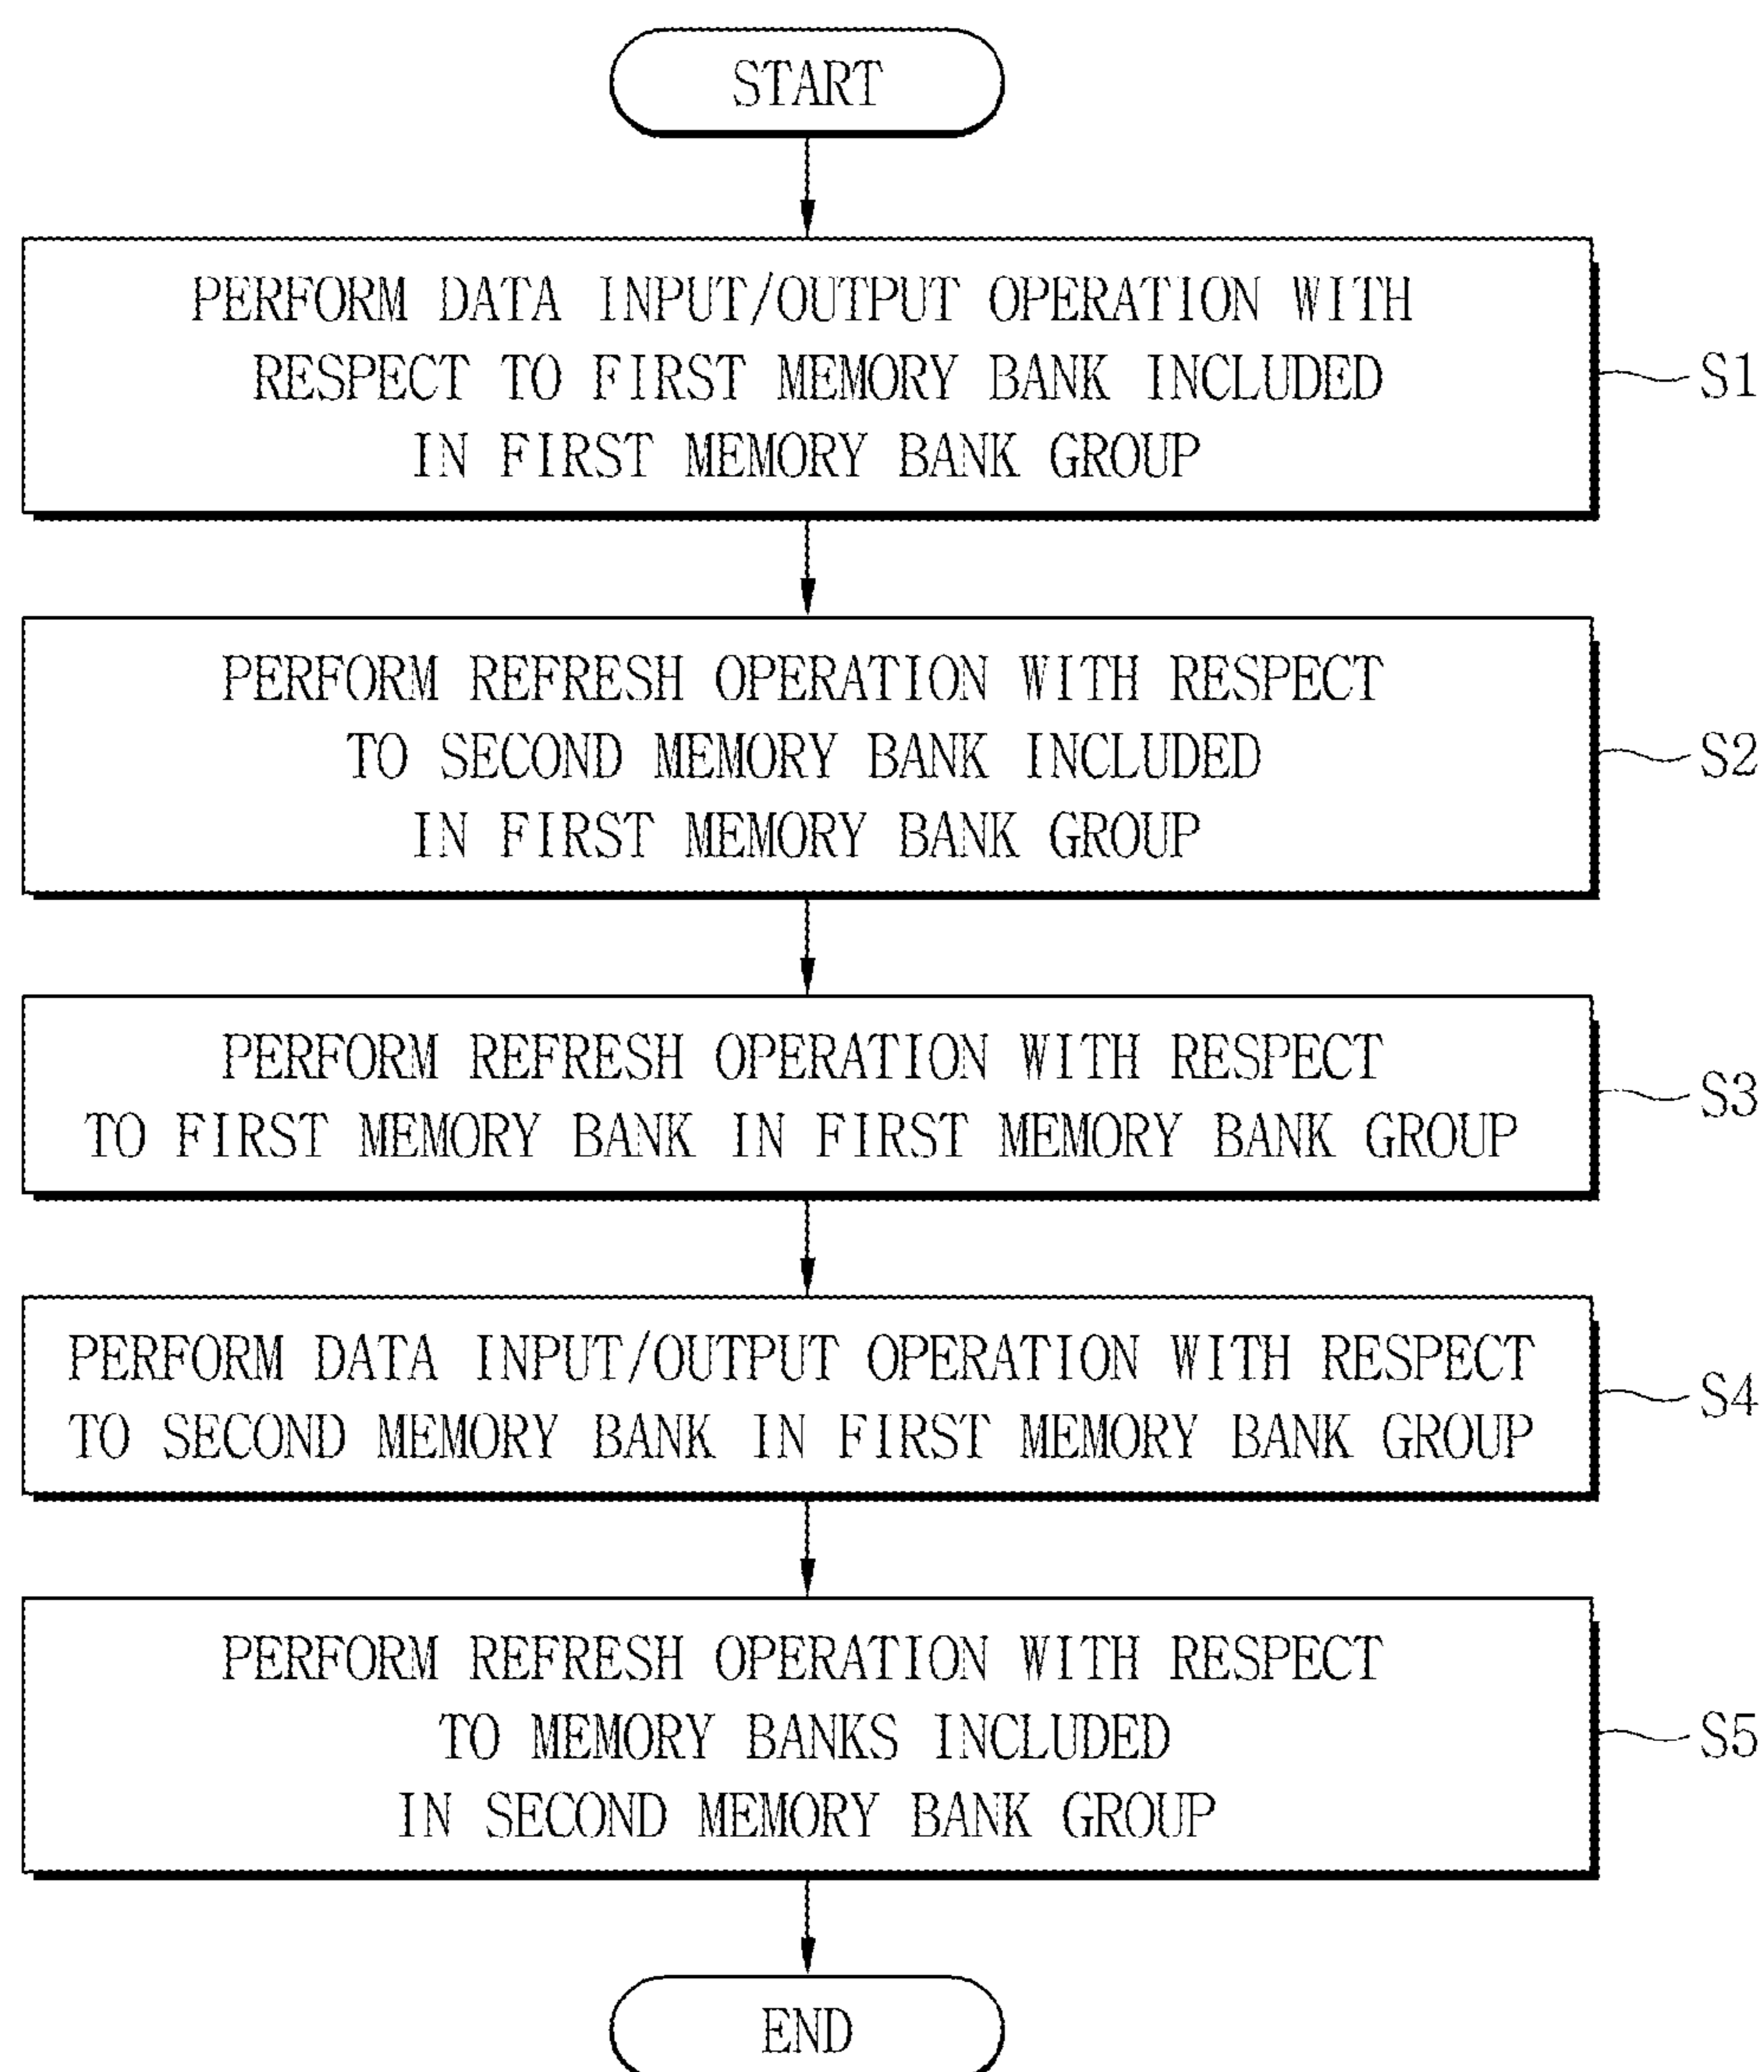 START
PERFORM DATA INPUT/OUTPUT OPERATION WITH
RESPECT TO FIRST MEMORY BANK INCLUDED
IN FIRST MEMORY BANK GROUP
S1
PERFORM REFRESH OPERATION WITH RESPECT
TO SECOND MEMORY BANK INCLUDED
IN FIRST MEMORY BANK GROUP
S2
PERFORM REFRESH OPERATION WITH RESPECT
TO FIRST MEMORY BANK IN FIRST MEMORY BANK GROUP
S3
PERFORM DATA INPUT/OUTPUT OPERATION WITH RESPECT
TO SECOND MEMORY BANK IN FIRST MEMORY BANK GROUP
S4
PERFORM REFRESH OPERATION WITH RESPECT
TO MEMORY BANKS INCLUDED
IN SECOND MEMORY BANK GROUP
S5
END